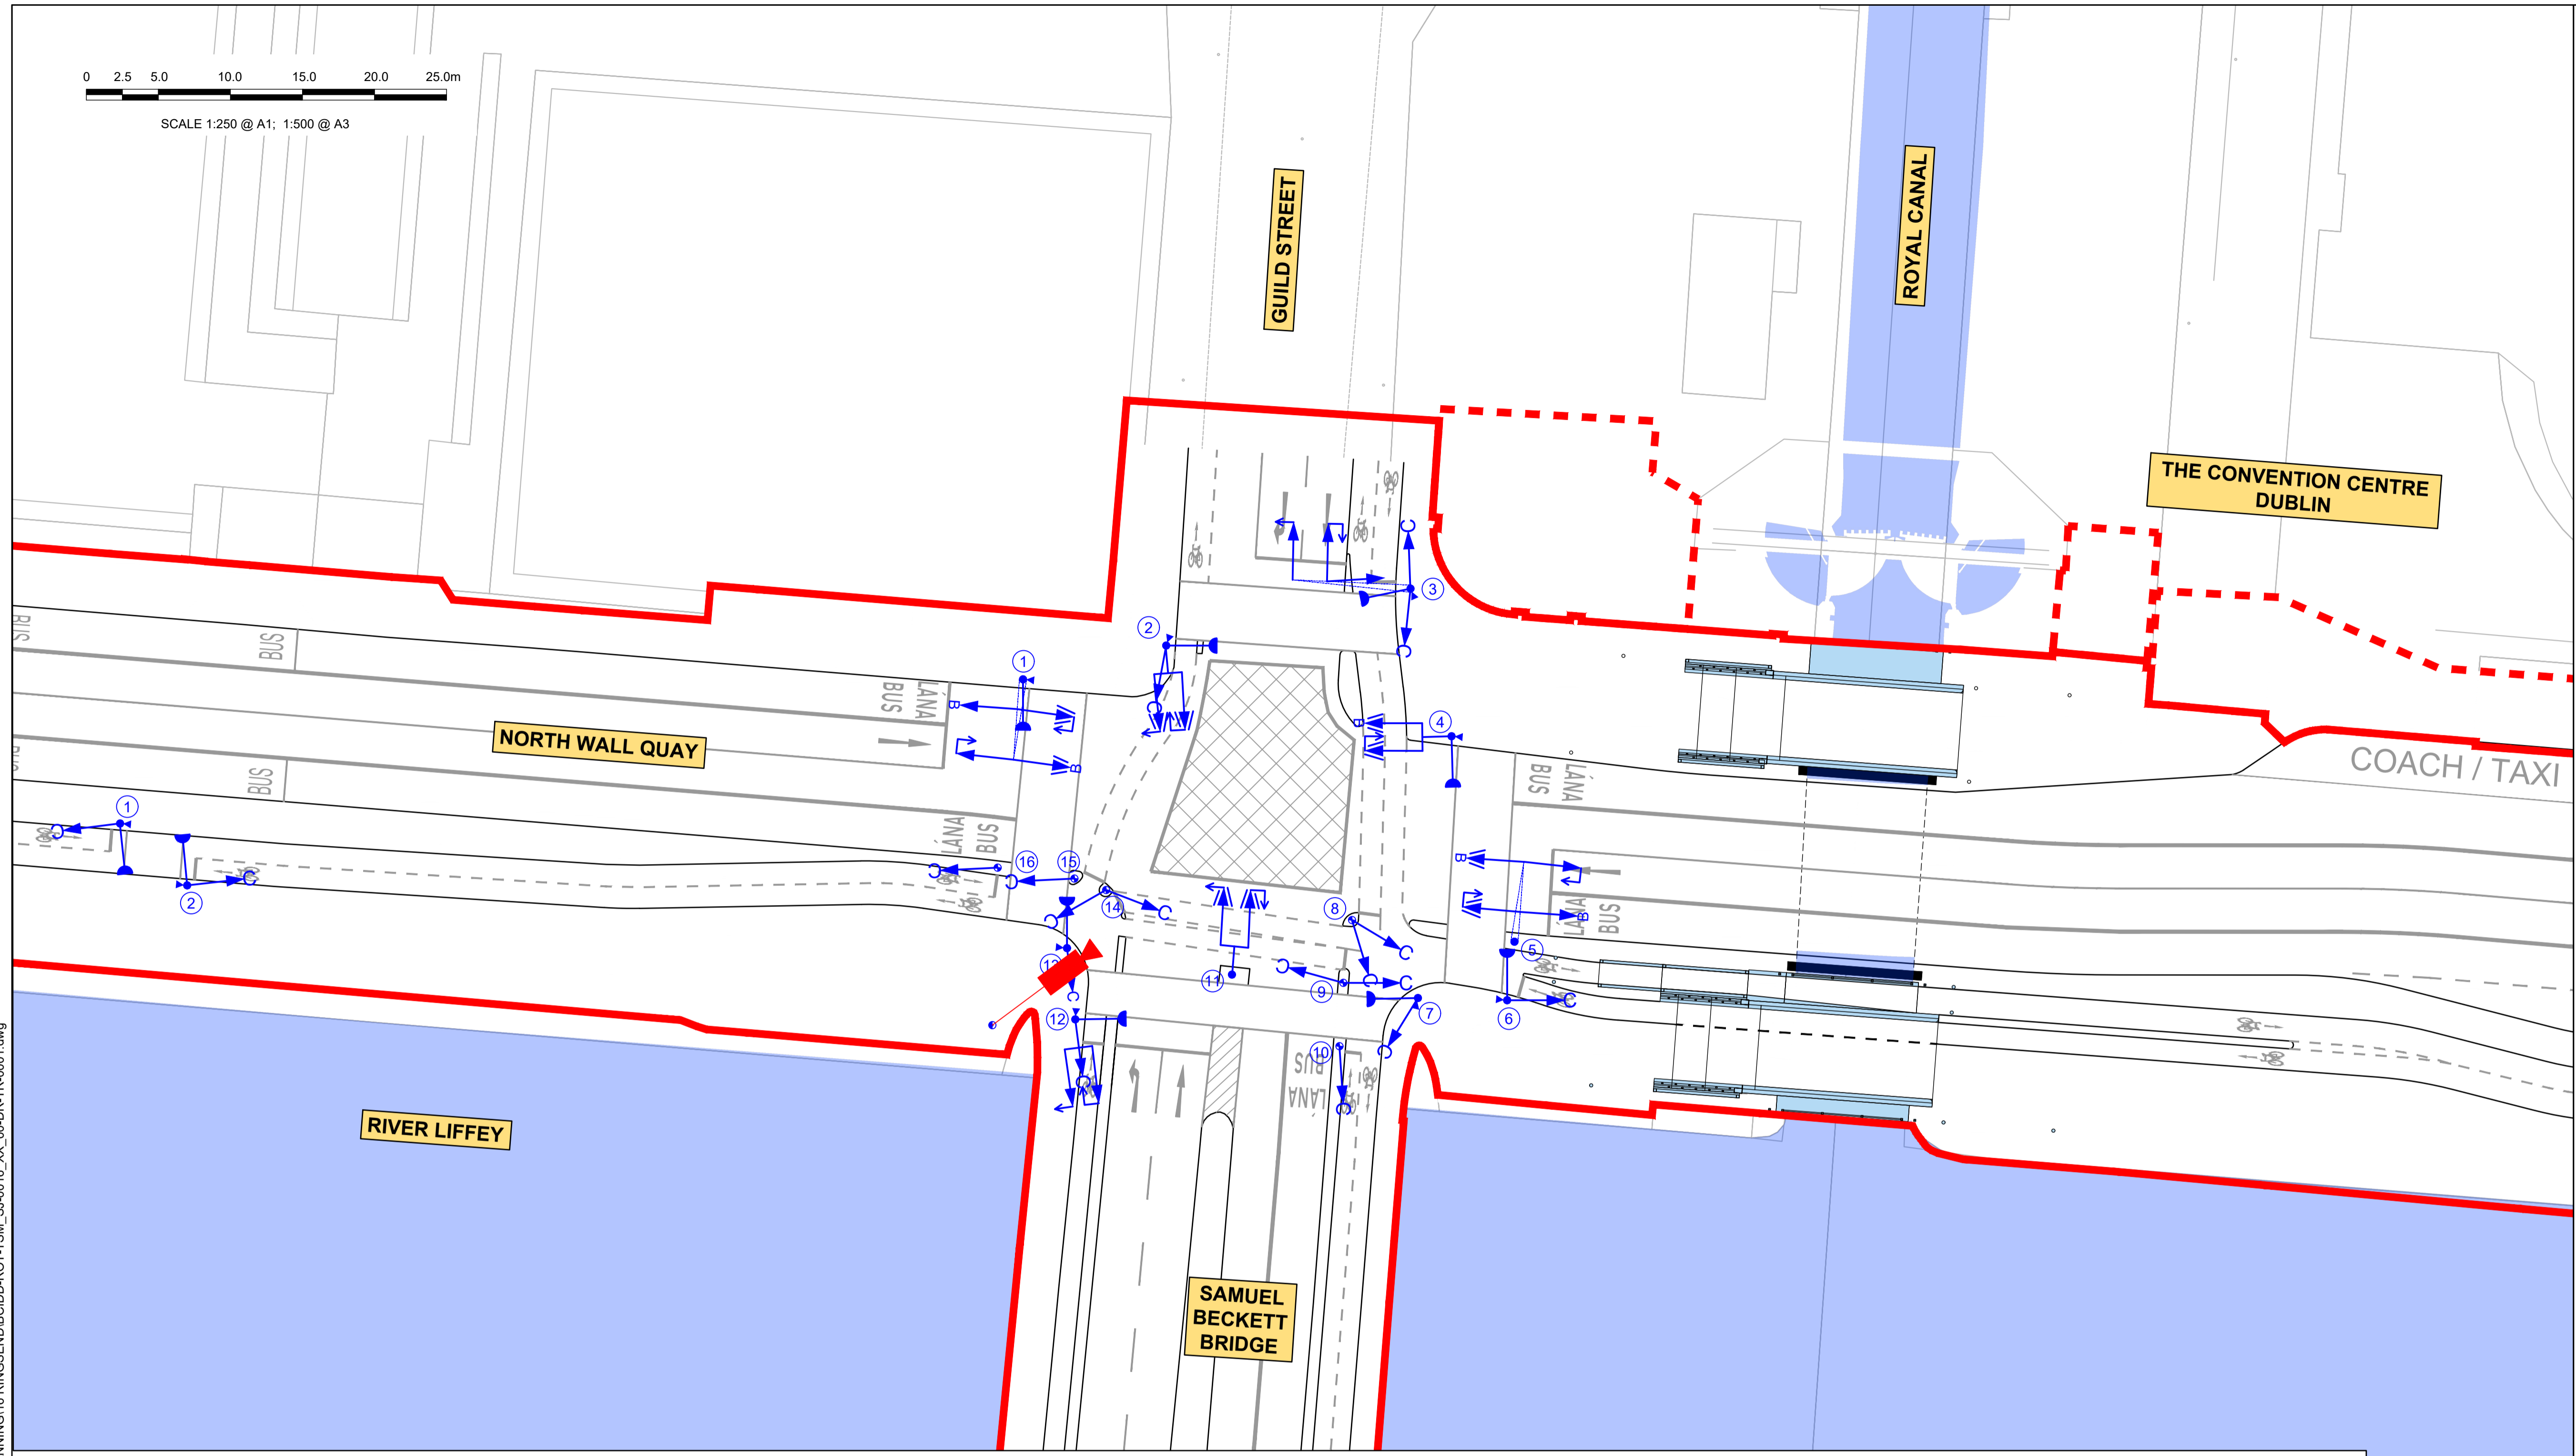 0 2.5 5.0 10.0 15.0 20.0 25.0m
SCALE 1:250 @ A1; 1:500 @ A3
GUILD STREET
ROYAL CANAL
THE CONVENTION CENTRE
DUBLIN
C
3
C
2
C
1
B
B
BUS
BUS
LÁNA
BUS
NORTH WALL QUAY
BUS
LÁNA
BUS
4
B
LÁNA
BUS
COACH / TAXI
B
B
LÁNA
BUS
5
6
C
1
C
2
C
16
C
15
C
14
C
C
8
C
C
9
C
C
11
7
C
C
12
C
10
C
BUS
LÁNA
RIVER LIFFEY
SAMUEL
BECKETT
BRIDGE